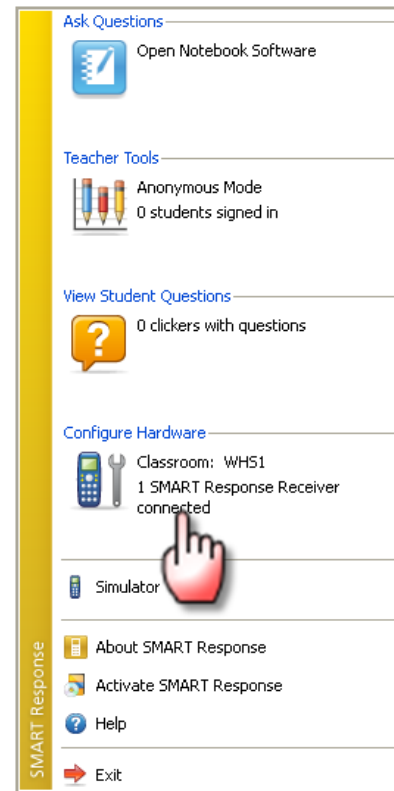 Ask Questions
Open Notebook Software
Teacher Tools
Anonymous Mode
0 students signed in
View Student Questions
0 clickers with questions
Configure Hardware
Classroom: WHS1
1 SMART Response Receiver
connected
Simulator
About SMART Response
Activate SMART Response
Help
Exit
SMART Response